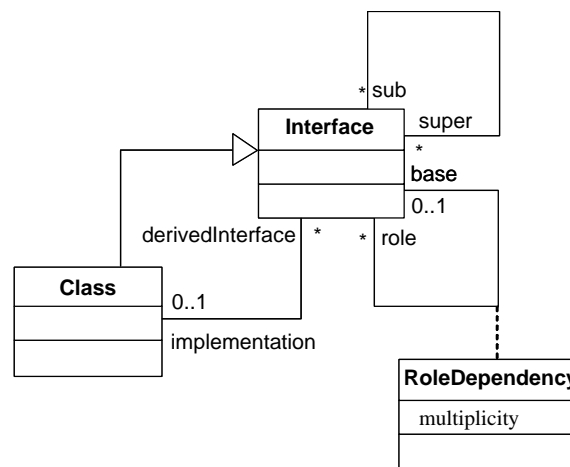 * sub
Interface
super
*
base
0..1
derivedInterface * * role
Class
0..1
implementation
RoleDependency
multiplicity